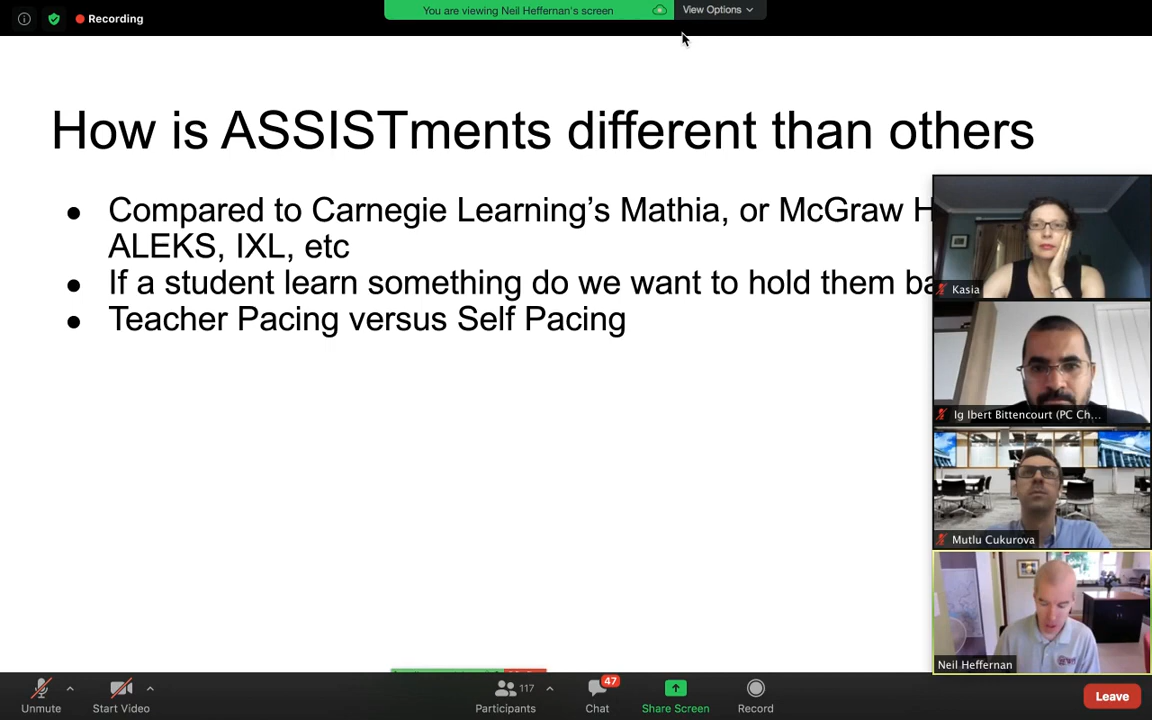 Recording
You are viewing Neil Heffernan's screen
View Options
How is ASSISTments different than others
● Compared to Carnegie Learning's Mathia, or McGraw H
ALEKS, IXL, etc
● If a student learn something do we want to hold them ba
● Teacher Pacing versus Self Pacing
Kasia
Ig Ibert Bittencourt (PC Ch...
Mutlu Cukurova
Neil Heffernan
Unmute
Start Video
117
Participants
47
Chat
Share Screen
Record
Leave